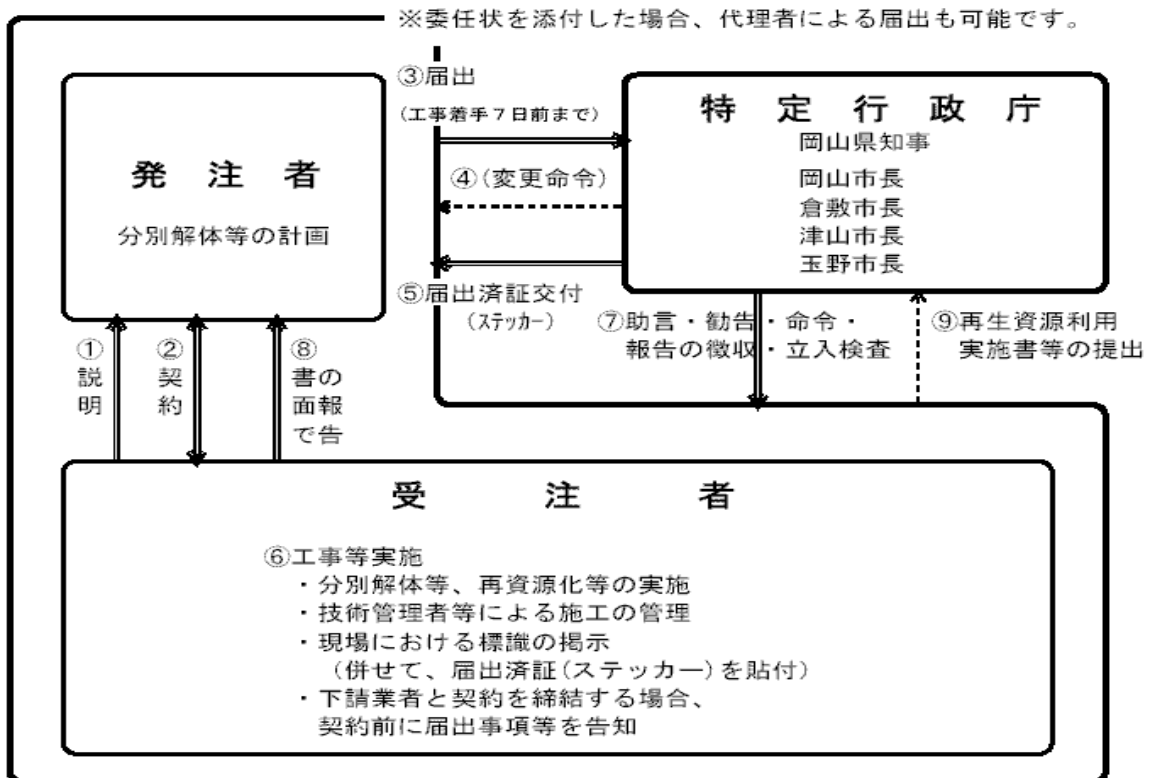 ※委任状を添付した場合、代理者による届出も可能です。
③届出
(工事着手７日前まで)
特定行政庁
岡山県知事
岡山市長
倉敷市長
津山市長
玉野市長
発注者
分別解体等の計画
④(変更命令)
⑤届出済証交付
(ｽﾃｯｶｰ)
⑦助言・勧告・命令・
報告の徴収・立入検査
⑨再生資源利用
実施書等の提出
①説明
②契約
⑧書面での報告
受注者
⑥工事等実施
・分別解体等、再資源化等の実施
・技術管理者等による施工の管理
・現場における標識の掲示
(併せて、届出済証(ステッカー)を貼付)
・下請業者と契約を締結する場合、
契約前に届出事項等を告知